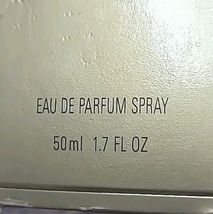 EAU DE PARFUM SPRAY
50ml 1.7 FL OZ